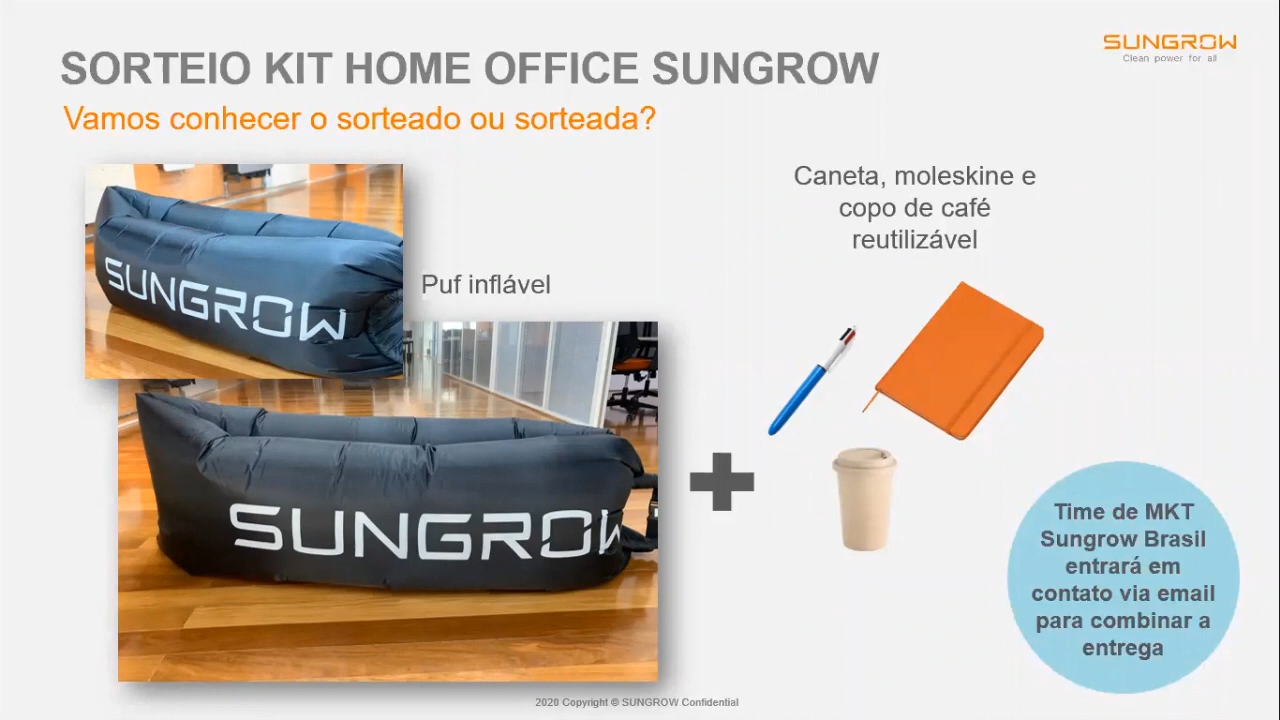 SORTEIO KIT HOME OFFICE SUNGROW
SUNGROW
Clean power for all
Vamos conhecer o sorteado ou sorteada?
Caneta, moleskine e
copo de café
reutilizável
SUNGROW
Puf inflável
SUNGROW
Time de MKT
Sungrow Brasil
entrará em
contato via email
para combinar a
entrega
2020 Copyright © SUNGROW Confidential